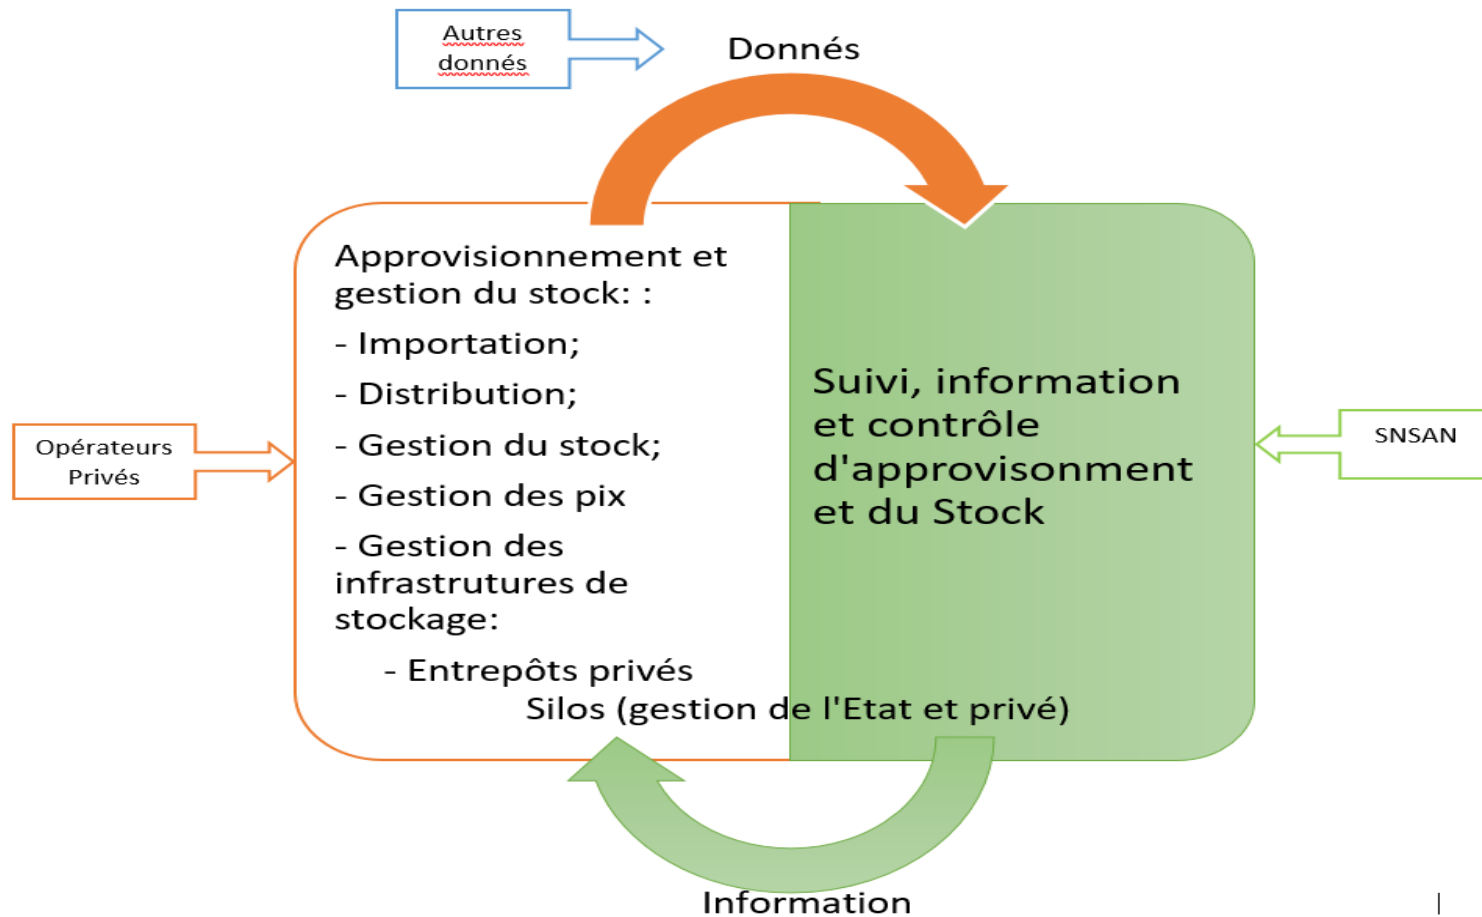 Autres
donnés
Donnés
Approvisionnement et
gestion du stock: :
- Importation;
- Distribution;
- Gestion du stock;
- Gestion des pix
- Gestion des
infrastrutures de
stockage:
- Entrepôts privés
Silos (gestion de l'Etat et privé)
Suivi, information
et contrôle
d'approvisonment
et du Stock
Opérateurs
Privés
SNSAN
Information